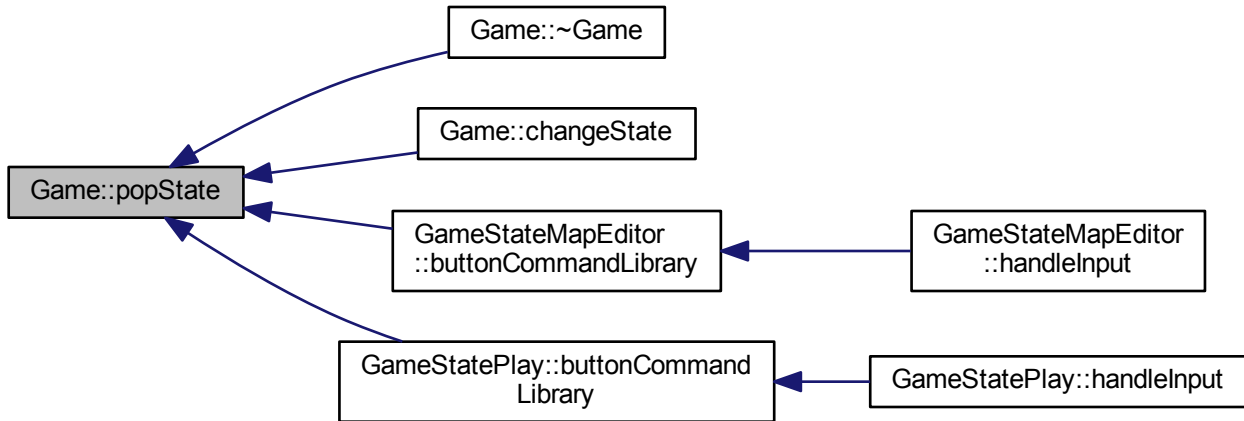 Game::~Game
Game::changeState
Game::popState
GameStateMapEditor
::buttonCommandLibrary
GameStateMapEditor
::handleInput
GameStatePlay::buttonCommand
Library
GameStatePlay::handleInput